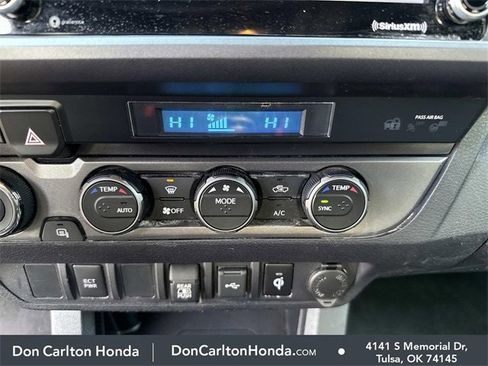 gracenote
SiriusXM
HI HI
PASS AIR BAG
TEMP
AUTO
OFF
MODE
A/C
TEMP
SYNC
ECT
PWR
REAR
Don Carlton Honda
DonCarltonHonda.com
4141 S Memorial Dr,
Tulsa, OK 74145